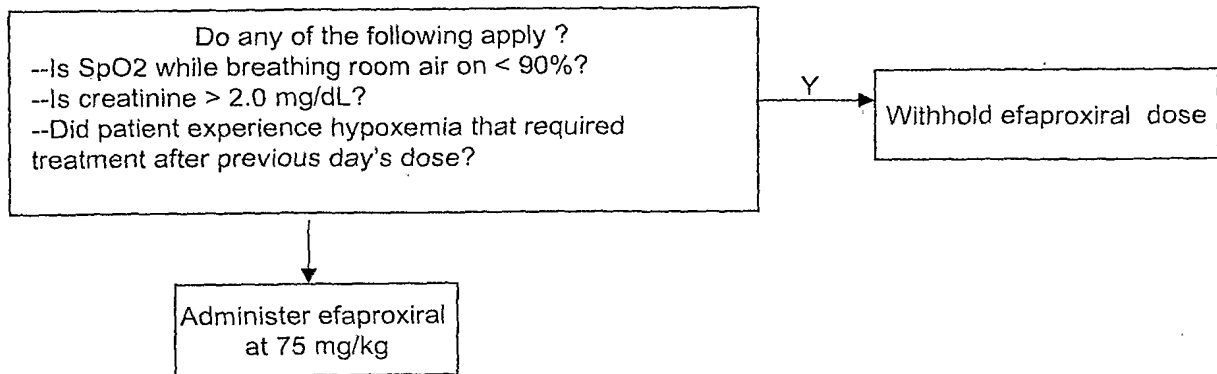 Do any of the following apply ?
--Is SpO2 while breathing room air on < 90%?
--Is creatinine > 2.0 mg/dL?
--Did patient experience hypoxemia that required
treatment after previous day's dose?
Y
Withhold efaproxiral dose
Administer efaproxiral
at 75 mg/kg